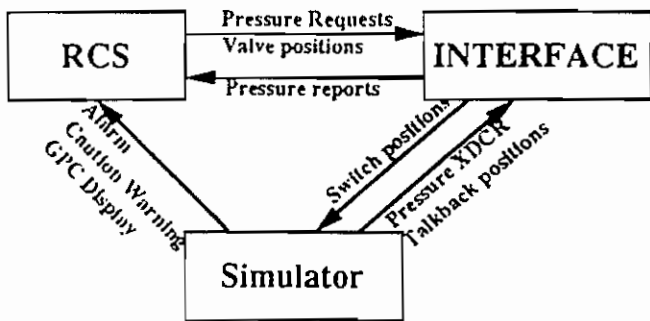 Pressure Requests
RCS
Valve positions
INTERFACE
Pressure reports
Alarm
Caution Warning
GPC Display
Switch positions
Pressure XDCR
Talkback positions
Simulator